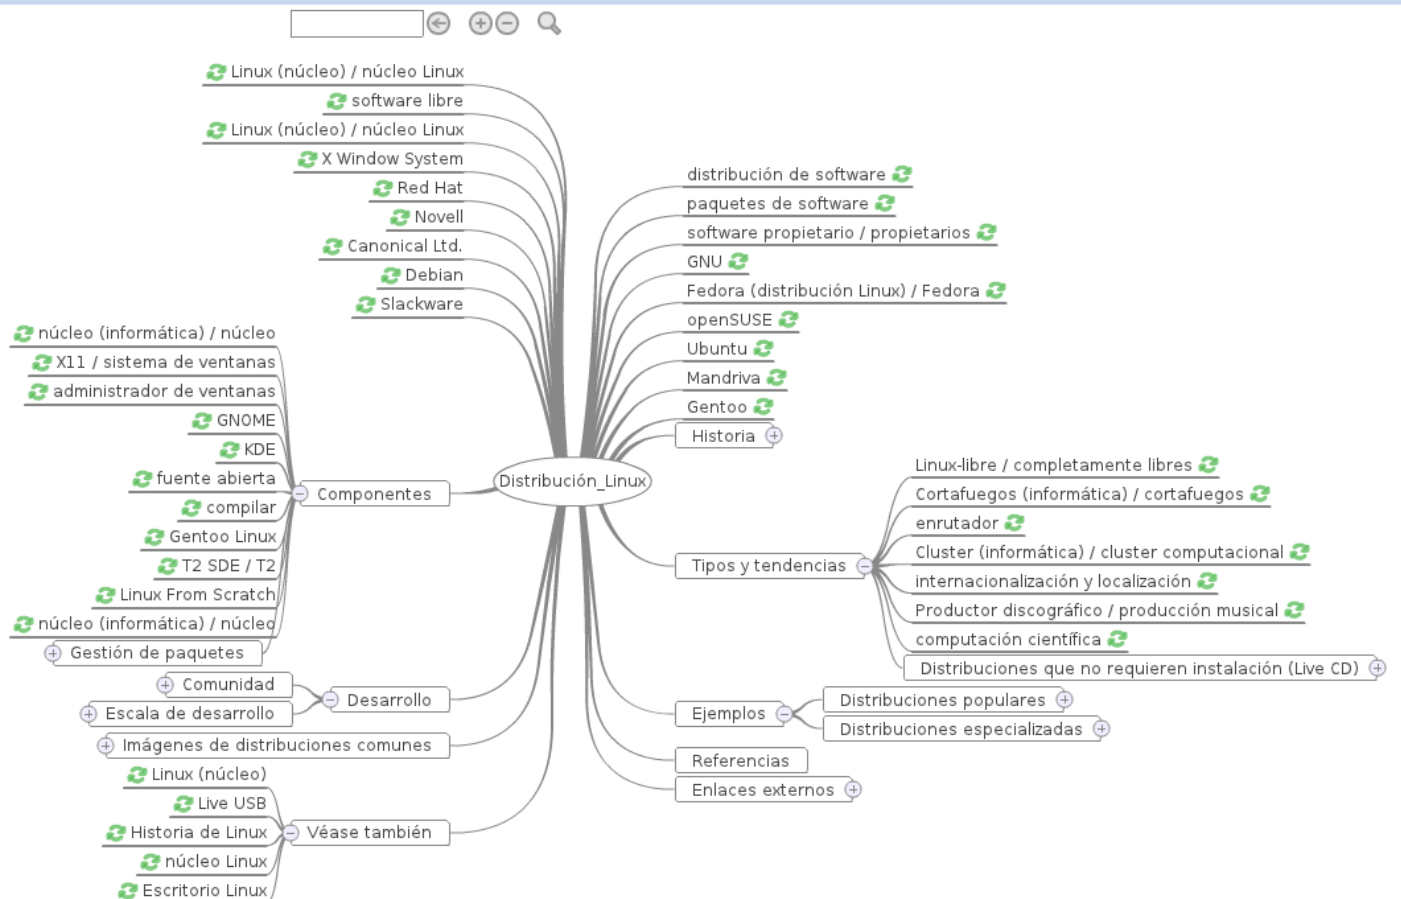 Linux (núcleo) / núcleo Linux
software libre
Linux (núcleo) / núcleo Linux
X Window System
Red Hat
Novell
Canonical Ltd.
Debian
Slackware
núcleo (informática) / núcleo
X11 / sistema de ventanas
administrador de ventanas
GNOME
KDE
fuente abierta
compilar
Gentoo Linux
T2 SDE / T2
Linux From Scratch
núcleo (informática) / núcleo
Gestión de paquetes
Componentes
Comunidad
Escala de desarrollo
Desarrollo
Imágenes de distribuciones comunes
Linux (núcleo)
Live USB
Historia de Linux
núcleo Linux
Escritorio Linux
Véase también
Distribución_Linux
distribución de software
paquetes de software
software propietario / propietarios
GNU
Fedora (distribución Linux) / Fedora
openSUSE
Ubuntu
Mandriva
Gentoo
Historia
Tipos y tendencias
Linux-libre / completamente libres
Cortafuegos (informática) / cortafuegos
enrutador
Cluster (informática) / cluster computacional
internacionalización y localización
Productor discográfico / producción musical
computación científica
Distribuciones que no requieren instalación (Live CD)
Ejemplos
Distribuciones populares
Distribuciones especializadas
Referencias
Enlaces externos